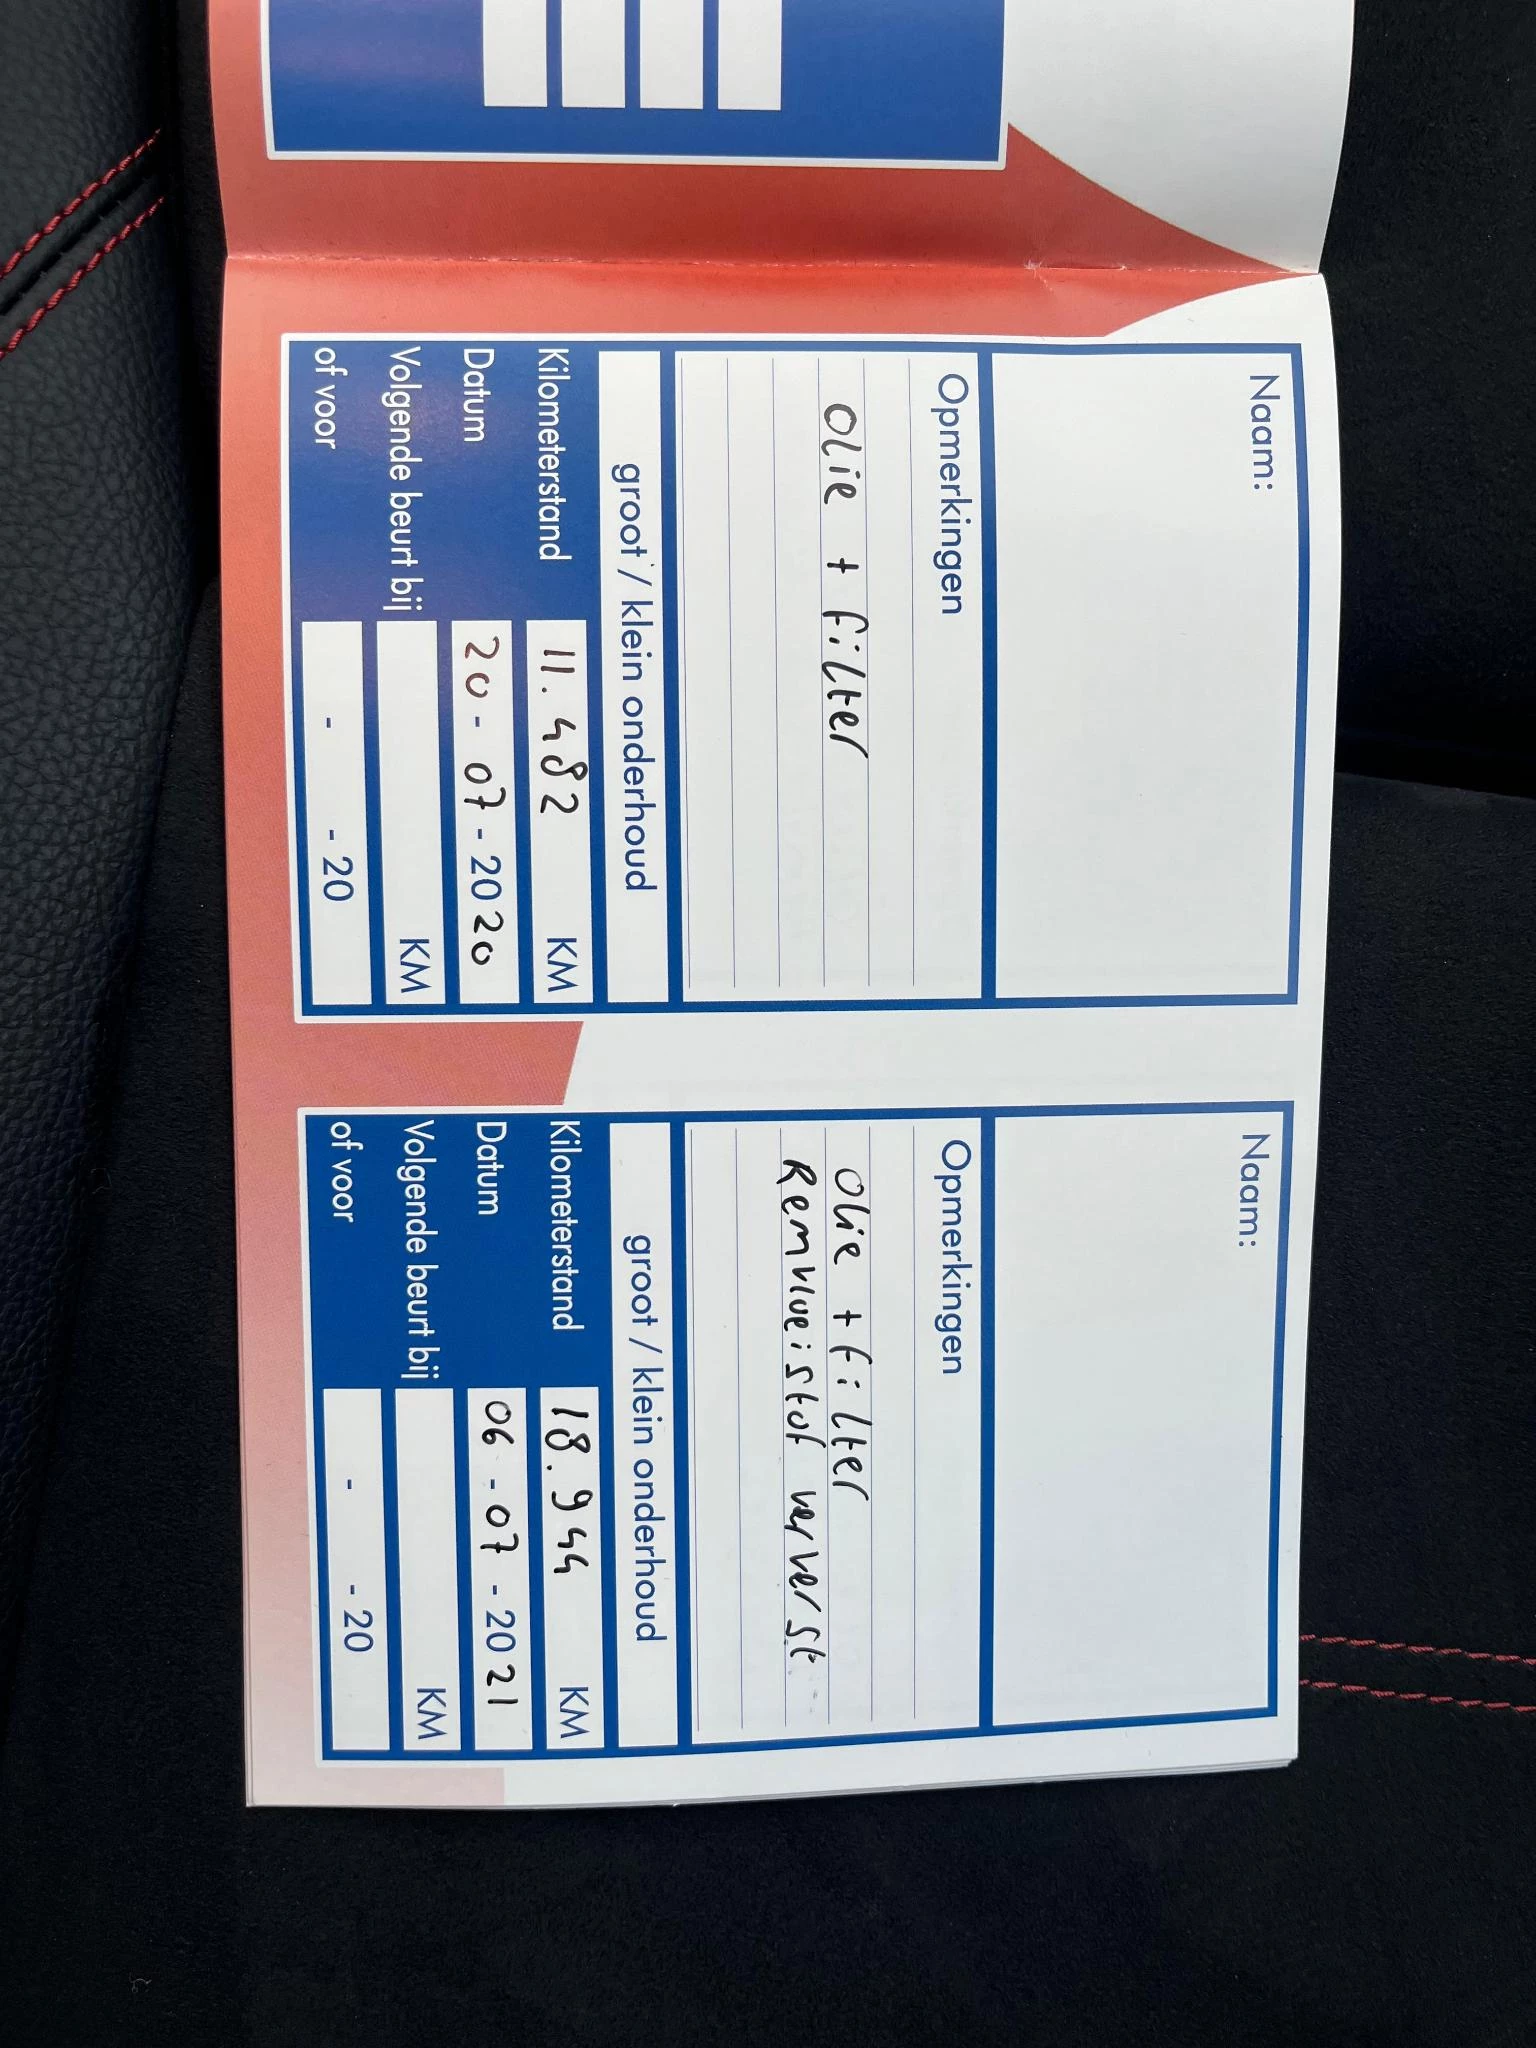 Naam:
Opmerkingen
Olie + filter
groot / klein onderhoud
Kilometerstand 11.482 KM
Datum 20 - 07 - 2020
Volgende beurt bij KM
of voor - - 20
Naam:
Opmerkingen
Olie + filter
Remvloeistof ververst
groot / klein onderhoud
Kilometerstand 18.944 KM
Datum 06 - 07 - 2021
Volgende beurt bij KM
of voor - - 20